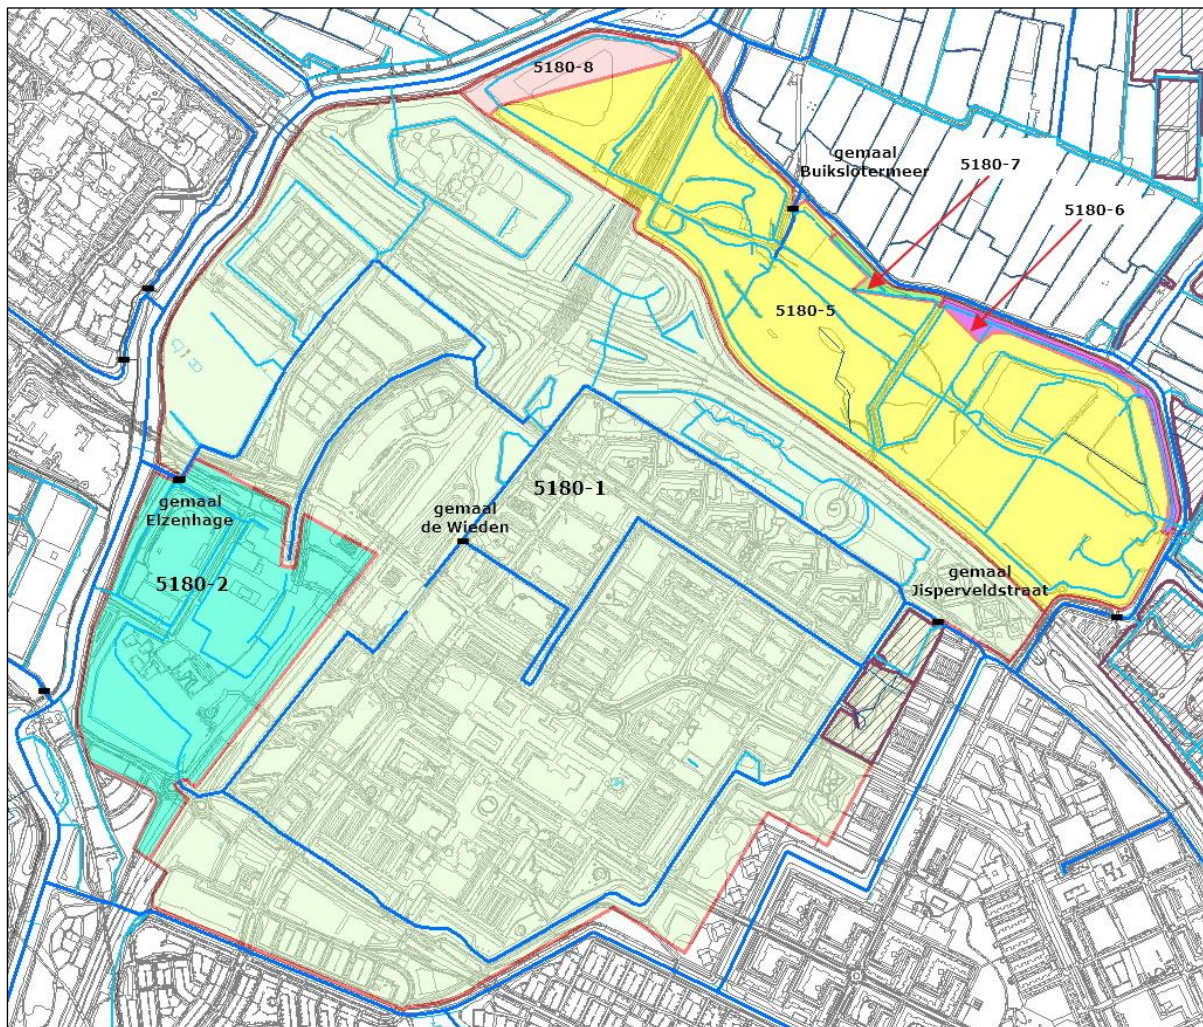 5180-8
gemaal
Buikslotermeer
5180-7
5180-6
5180-5
5180-1
gemaal
Elzenhage
gemaal
de Wieden
gemaal
Jisperveldstraat
5180-2